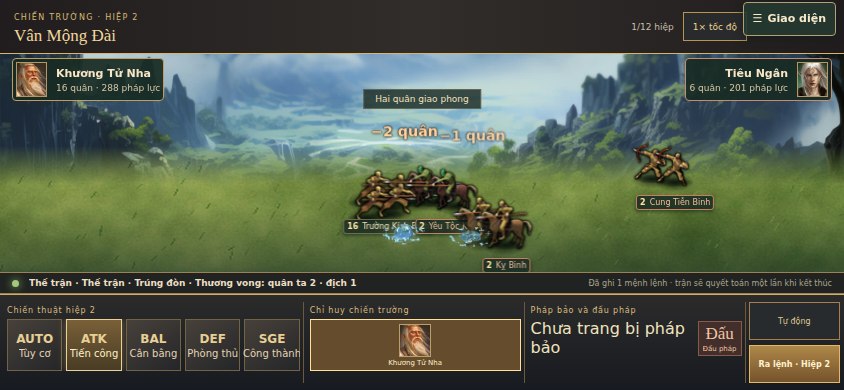 CHIẾN TRƯỜNG · HIỆP 2
Vân Mộng Đài
1/12 hiệp
1× tốc độ
☰ Giao diện
Khương Tử Nha
16 quân · 288 pháp lực
Hai quân giao phong
Tiêu Ngân
6 quân · 201 pháp lực
−2 quân
−1 quân
2 Cung Tiễn Binh
16 Trường
2 Yêu Tộc
2 Kỵ Binh
Thế trận · Thế trận · Trúng đòn · Thương vong: quân ta 2 · địch 1
Đã ghi 1 mệnh lệnh · trận sẽ quyết toán một lần khi kết thúc
Chiến thuật hiệp 2
AUTO
Tùy cơ
ATK
Tiến công
BAL
Cân bằng
DEF
Phòng thủ
SGE
Công thành
Chỉ huy chiến trường
Khương Tử Nha
Pháp bảo và đấu pháp
Chưa trang bị pháp
bảo
Đấu
Đấu pháp
Tự động
Ra lệnh · Hiệp 2